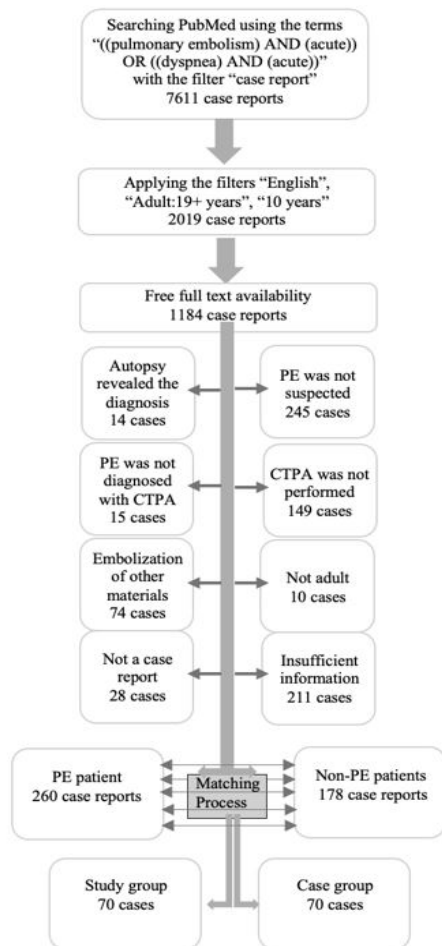 Searching PubMed using the terms
“((pulmonary embolism) AND (acute))
OR ((dyspnea) AND (acute))”
with the filter “case report”
7611 case reports
Applying the filters “English”,
“Adult:19+ years”, “10 years”
2019 case reports
Free full text availability
1184 case reports
Autopsy
revealed the
diagnosis
14 cases
PE was not
suspected
245 cases
PE was not
diagnosed
with CTPA
15 cases
CTPA was not
performed
149 cases
Embolization
of other
materials
74 cases
Not adult
10 cases
Not a case
report
28 cases
Insufficient
information
211 cases
PE patient
260 case reports
Matching
Process
Non-PE patients
178 case reports
Study group
70 cases
Case group
70 cases